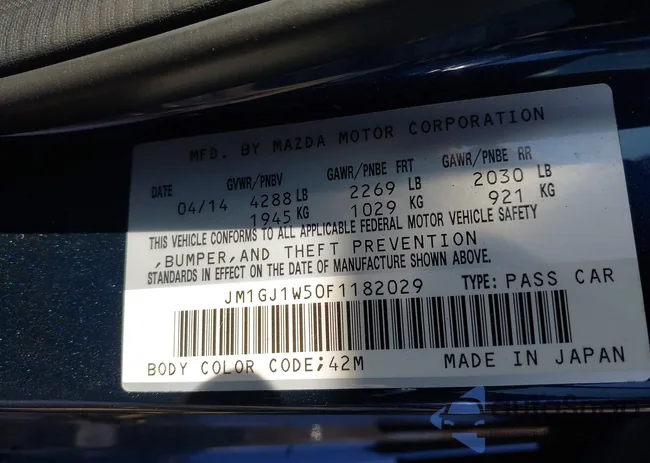 MFD. BY MAZDA MOTOR CORPORATION
DATE GVWR/PNBV GAWR/PNBE FRT GAWR/PNBE RR
04/14 4288 LB 2269 LB 2030 LB
1945 KG 1029 KG 921 KG
THIS VEHICLE CONFORMS TO ALL APPLICABLE FEDERAL MOTOR VEHICLE SAFETY
,BUMPER,AND THEFT PREVENTION
STANDARDS IN EFFECT ON THE DATE OF MANUFACTURE SHOWN ABOVE.
JM1GJ1W50F1182029 TYPE: PASS CAR
BODY COLOR CODE;42M MADE IN JAPAN